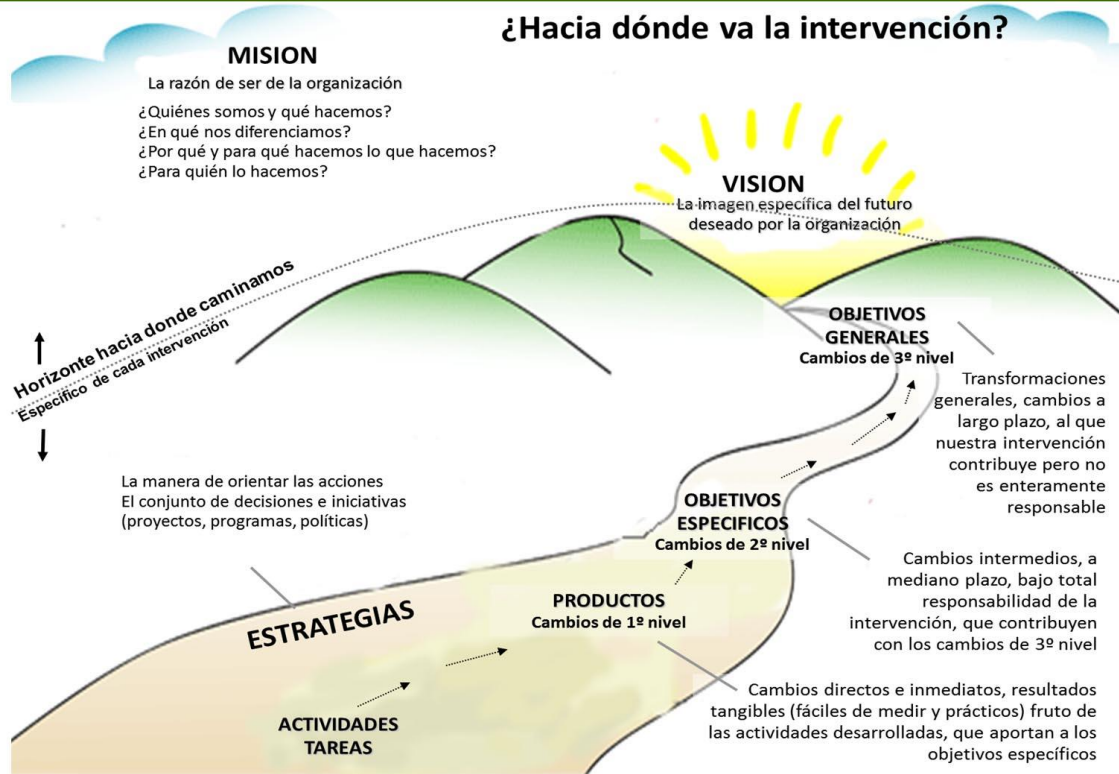 ¿Hacia dónde va la intervención?
MISION
La razón de ser de la organización
¿Quiénes somos y qué hacemos?
¿En qué nos diferenciamos?
¿Por qué y para qué hacemos lo que hacemos?
¿Para quién lo hacemos?
VISION
La imagen específica del futuro
deseado por la organización
Horizonte hacia donde caminamos
Especifico de cada intervención
OBJETIVOS
GENERALES
Cambios de 3º nivel
Transformaciones
generales, cambios a
largo plazo, al que
nuestra intervención
contribuye pero no
es enteramente
responsable
La manera de orientar las acciones
El conjunto de decisiones e iniciativas
(proyectos, programas, políticas)
OBJETIVOS
ESPECIFICOS
Cambios de 2º nivel
Cambios intermedios, a
mediano plazo, bajo total
responsabilidad de la
intervención, que contribuyen
con los cambios de 3º nivel
ESTRATEGIAS
PRODUCTOS
Cambios de 1º nivel
Cambios directos e inmediatos, resultados
tangibles (fáciles de medir y prácticos) fruto de
las actividades desarrolladas, que aportan a los
objetivos específicos
ACTIVIDADES
TAREAS